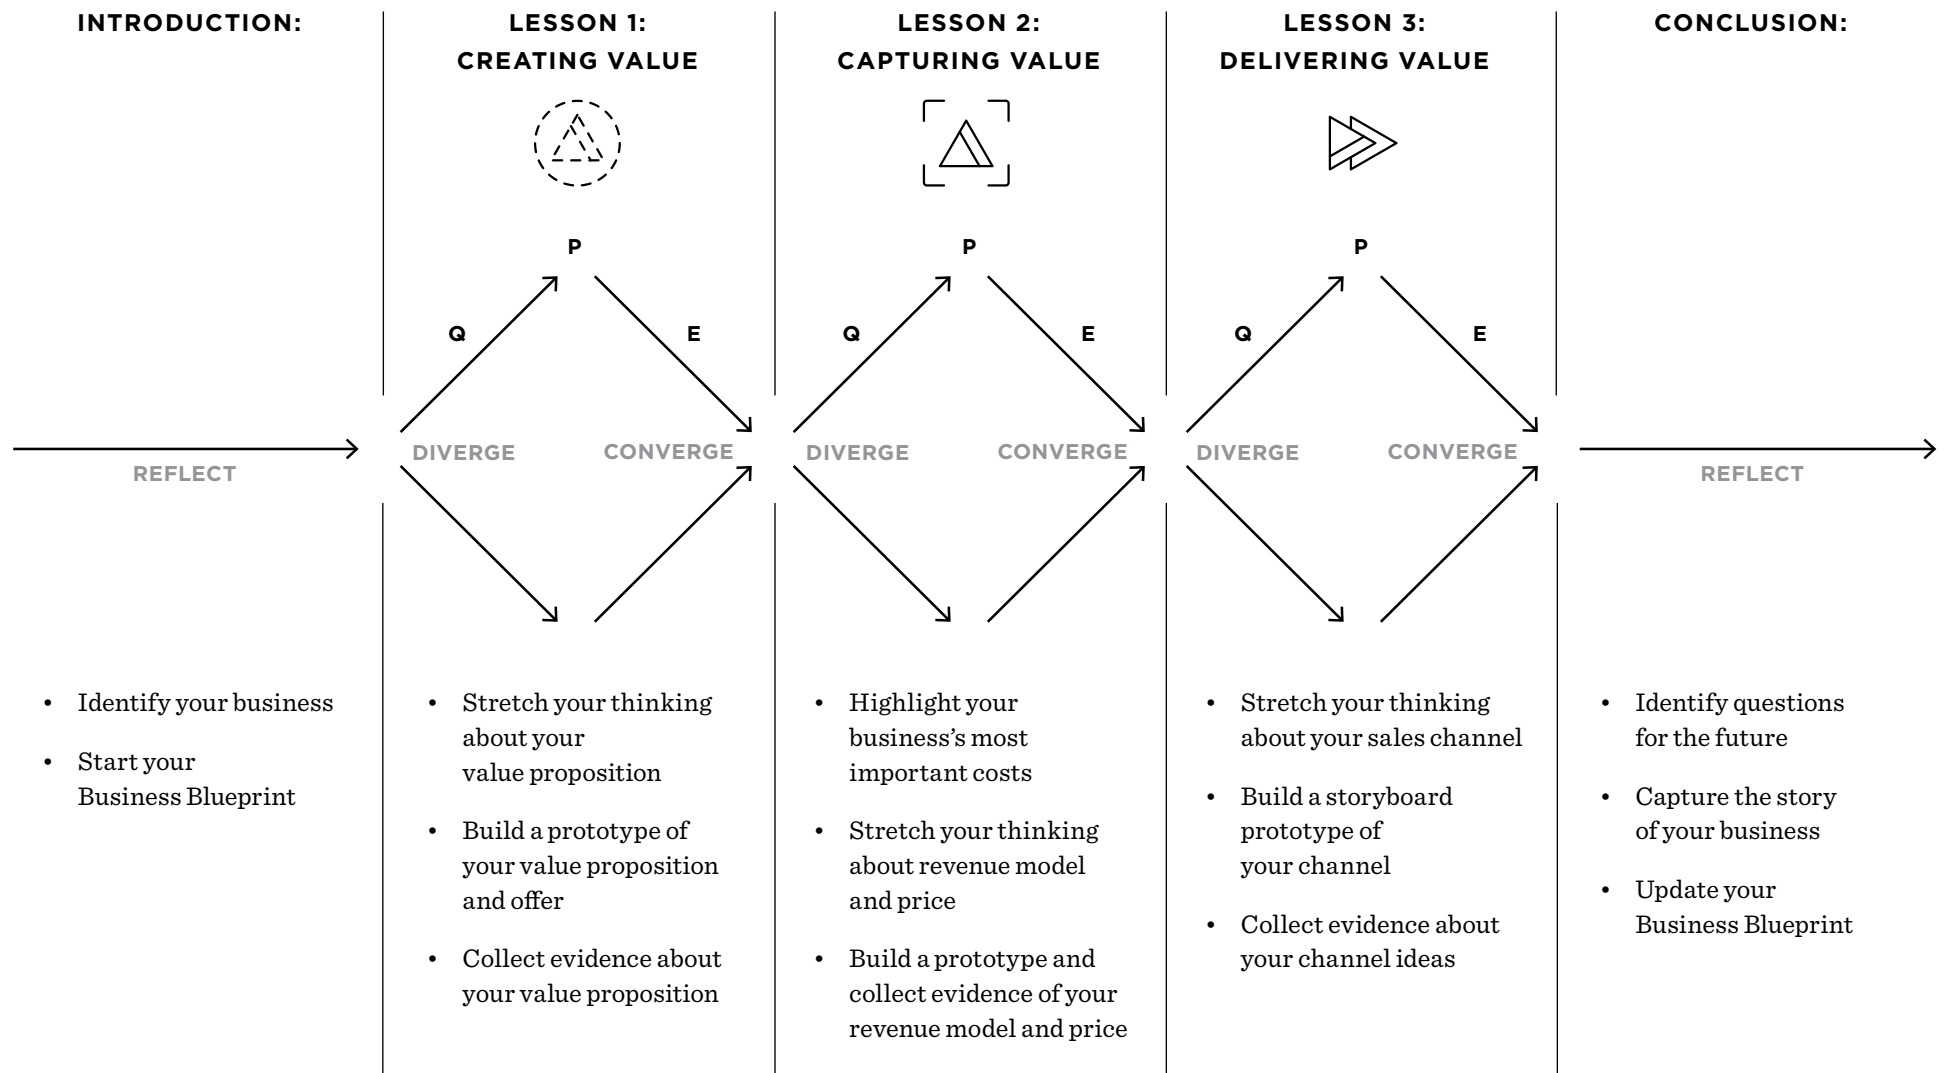 INTRODUCTION:
LESSON 1:
CREATING VALUE
LESSON 2:
CAPTURING VALUE
LESSON 3:
DELIVERING VALUE
CONCLUSION:
P
P
P
Q
E
Q
E
Q
E
REFLECT
DIVERGE
CONVERGE
DIVERGE
CONVERGE
DIVERGE
CONVERGE
REFLECT
• Identify your business
• Start your
Business Blueprint
• Stretch your thinking
about your
value proposition
• Build a prototype of
your value proposition
and offer
• Collect evidence about
your value proposition
• Highlight your
business’s most
important costs
• Stretch your thinking
about revenue model
and price
• Build a prototype and
collect evidence of your
revenue model and price
• Stretch your thinking
about your sales channel
• Build a storyboard
prototype of
your channel
• Collect evidence about
your channel ideas
• Identify questions
for the future
• Capture the story
of your business
• Update your
Business Blueprint